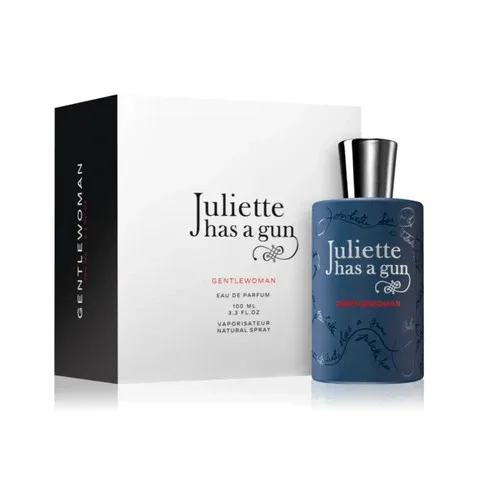 GENTLEWOMAN
Juliette
has a gun
GENTLEWOMAN
EAU DE PARFUM
100 ML
3.3 FL.OZ
VAPORISATEUR
NATURAL SPRAY
Juliette
has a gun
GENTLEWOMAN